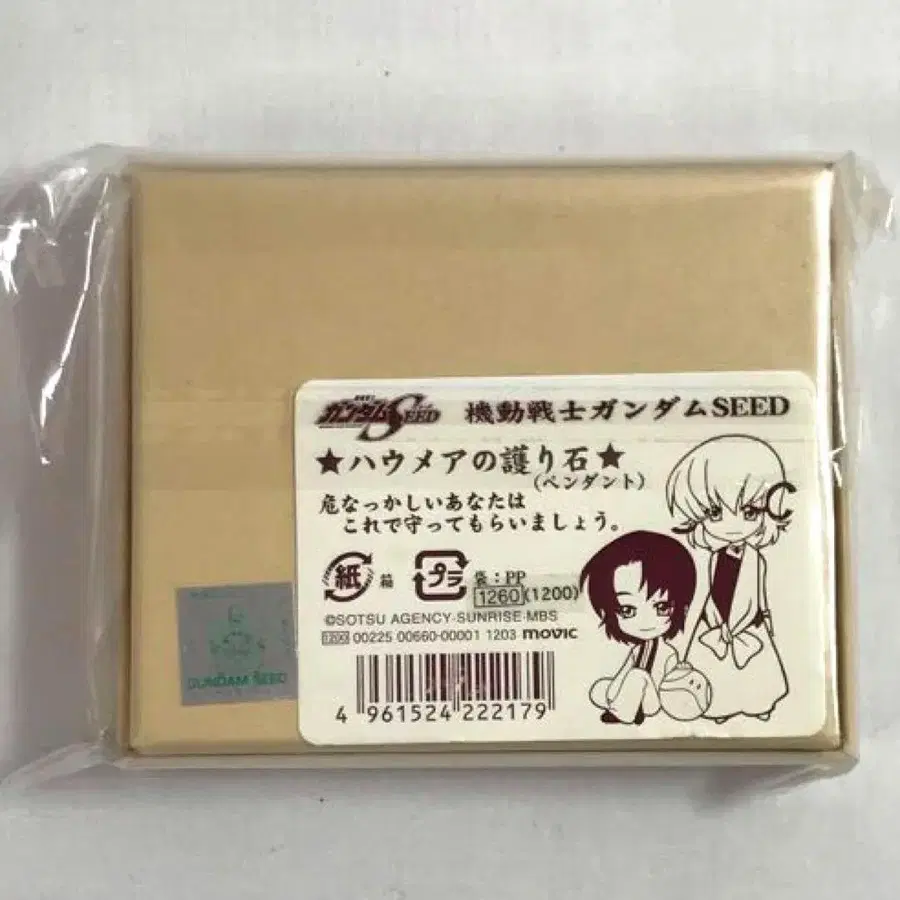 ガンダムSEED 機動戦士ガンダムSEED
★ハウメアの護り石★
(ペンダント)
危なっかしいあなたは
これで守ってもらいましょう。
紙 箱 プラ 袋:PP
1260(1200)
©SOTSU AGENCY·SUNRISE·MBS
1200 00225 00660-00001 1203 movic
4 961524 222179
GUNDAM SEED